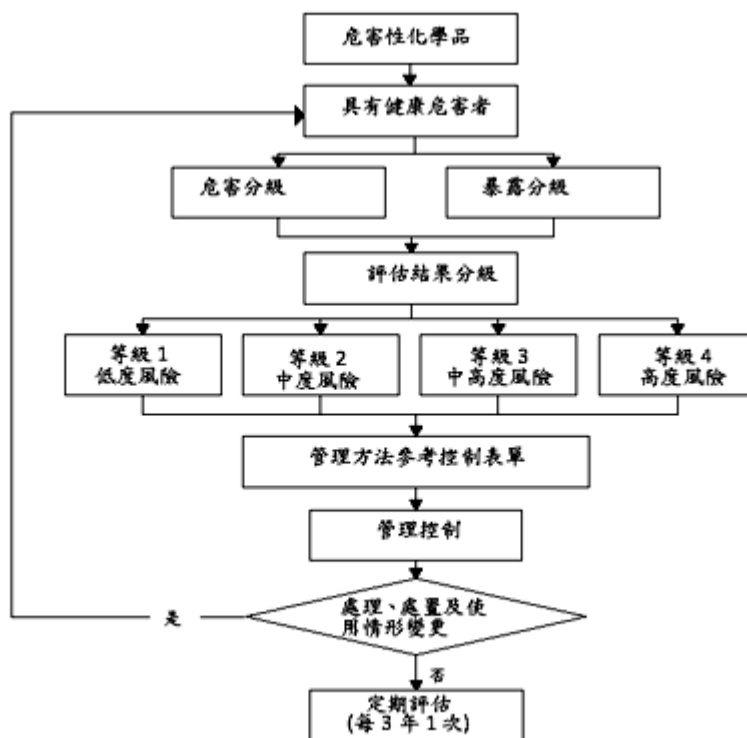 危害性化學品
具有健康危害者
危害分級
暴露分級
評估結果分級
等級 1
低度風險
等級 2
中度風險
等級 3
中高度風險
等級 4
高度風險
管理方法參考控制表單
管理控制
處理、處置及使
用情形變更
是
否
定期評估
(每 3 年 1 次)